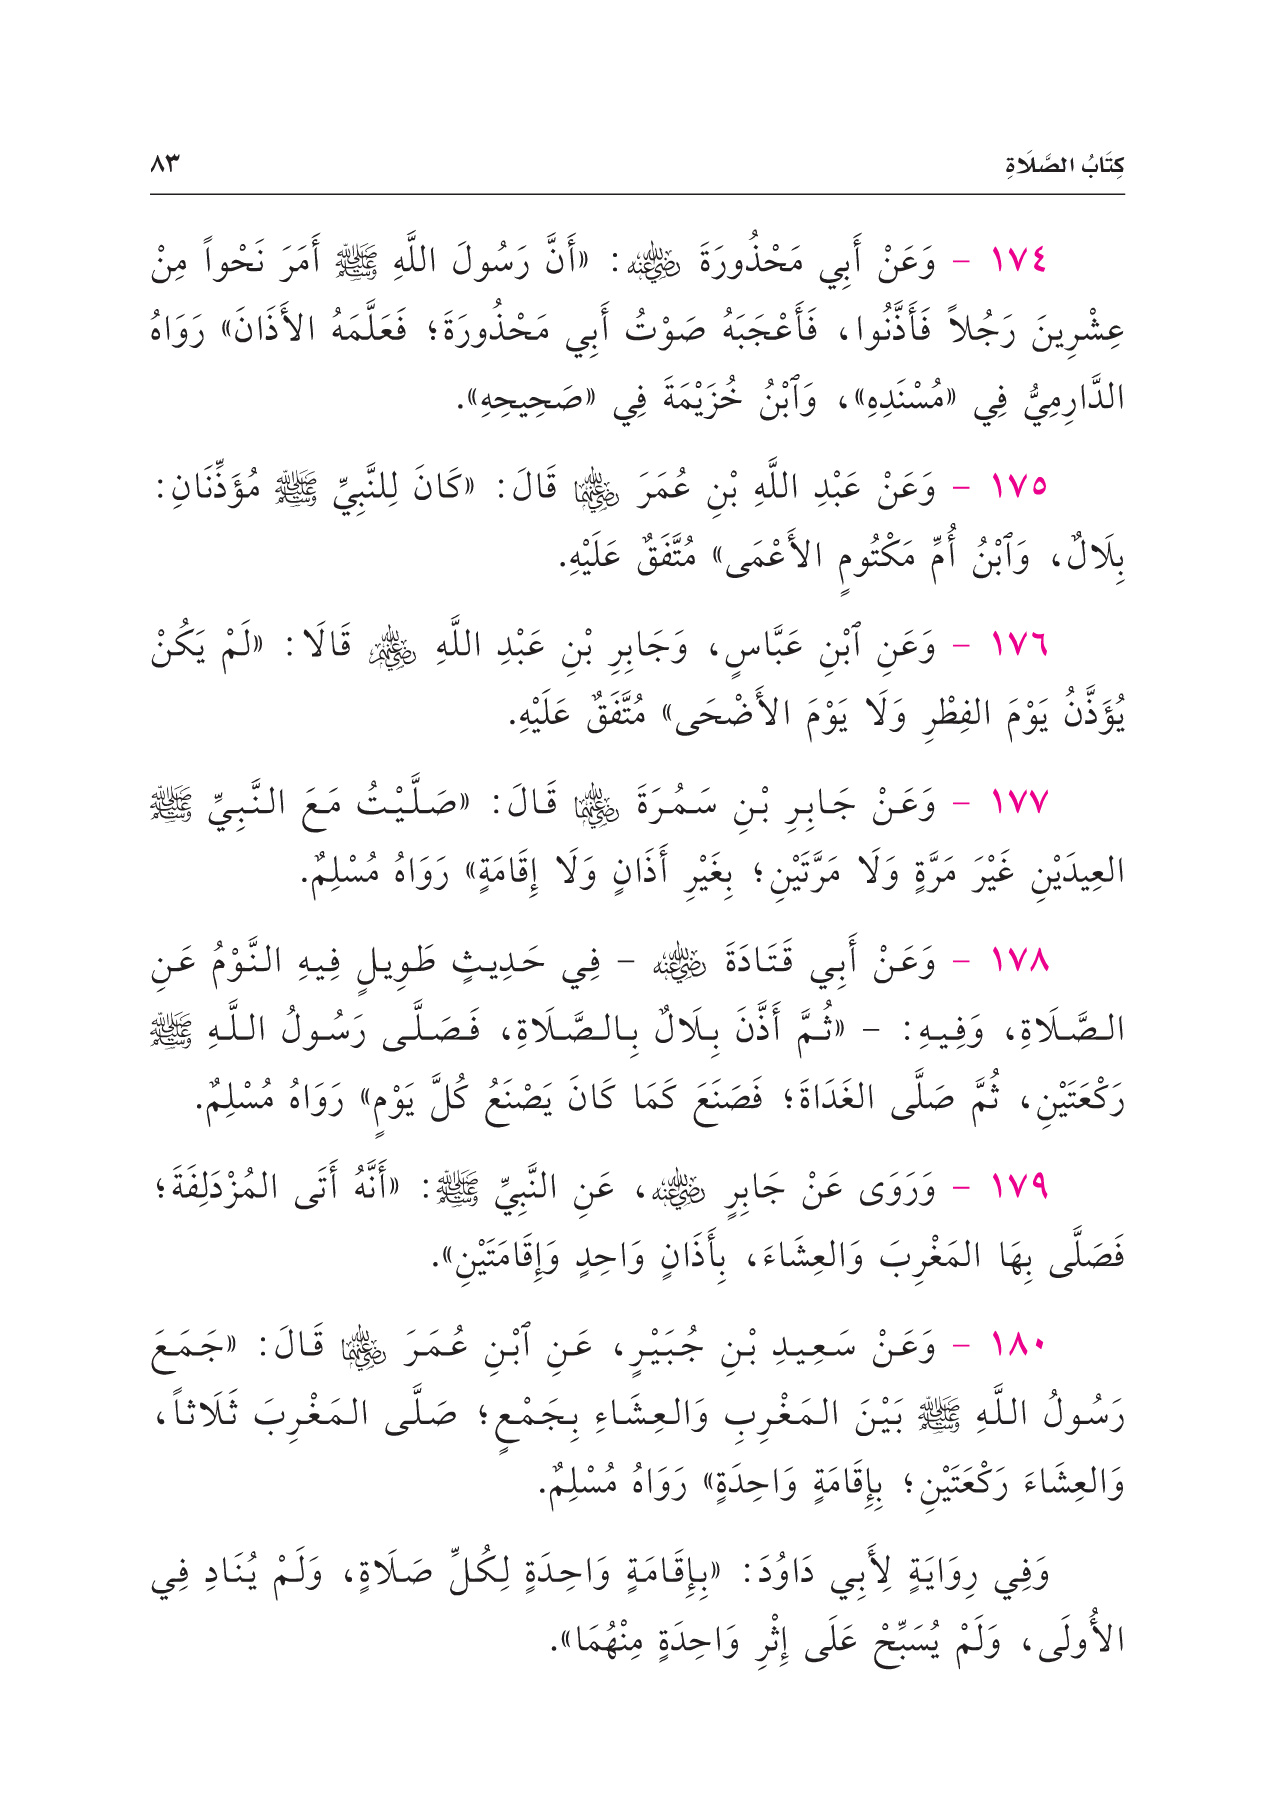 كِتَابُ الصَّلَاةِ ٨٣
١٧٤ - وَعَنْ أَبِي مَحْذُورَةَ رضي الله عنه: «أَنَّ رَسُولَ اللَّهِ ﷺ أَمَرَ نَحْواً مِنْ
عِشْرِينَ رَجُلاً فَأَذَّنُوا، فَأَعْجَبَهُ صَوْتُ أَبِي مَحْذُورَةَ؛ فَعَلَّمَهُ الأَذَانَ» رَوَاهُ
الدَّارِمِيُّ فِي «مُسْنَدِهِ»، وَٱبْنُ خُزَيْمَةَ فِي «صَحِيحِهِ».
١٧٥ - وَعَنْ عَبْدِ اللَّهِ بْنِ عُمَرَ رضي الله عنهما قَالَ: «كَانَ لِلنَّبِيِّ ﷺ مُؤَذِّنَانِ:
بِلَالٌ، وَٱبْنُ أُمِّ مَكْتُومٍ الأَعْمَى» مُتَّفَقٌ عَلَيْهِ.
١٧٦ - وَعَنِ ٱبْنِ عَبَّاسٍ، وَجَابِرِ بْنِ عَبْدِ اللَّهِ رضي الله عنهم قَالَا: «لَمْ يَكُنْ
يُؤَذَّنُ يَوْمَ الفِطْرِ وَلَا يَوْمَ الأَضْحَى» مُتَّفَقٌ عَلَيْهِ.
١٧٧ - وَعَنْ جَابِرِ بْنِ سَمُرَةَ رضي الله عنهما قَالَ: «صَلَّيْتُ مَعَ النَّبِيِّ ﷺ
العِيدَيْنِ غَيْرَ مَرَّةٍ وَلَا مَرَّتَيْنِ؛ بِغَيْرِ أَذَانٍ وَلَا إِقَامَةٍ» رَوَاهُ مُسْلِمٌ.
١٧٨ - وَعَنْ أَبِي قَتَادَةَ رضي الله عنه - فِي حَدِيثٍ طَوِيلٍ فِيهِ النَّوْمُ عَنِ
الصَّلَاةِ، وَفِيهِ: - «ثُمَّ أَذَّنَ بِلَالٌ بِالصَّلَاةِ، فَصَلَّى رَسُولُ اللَّهِ ﷺ
رَكْعَتَيْنِ، ثُمَّ صَلَّى الغَدَاةَ؛ فَصَنَعَ كَمَا كَانَ يَصْنَعُ كُلَّ يَوْمٍ» رَوَاهُ مُسْلِمٌ.
١٧٩ - وَرَوَى عَنْ جَابِرٍ رضي الله عنه، عَنِ النَّبِيِّ ﷺ: «أَنَّهُ أَتَى المُزْدَلِفَةَ؛
فَصَلَّى بِهَا المَغْرِبَ وَالعِشَاءَ، بِأَذَانٍ وَاحِدٍ وَإِقَامَتَيْنِ».
١٨٠ - وَعَنْ سَعِيدِ بْنِ جُبَيْرٍ، عَنِ ٱبْنِ عُمَرَ رضي الله عنهما قَالَ: «جَمَعَ
رَسُولُ اللَّهِ ﷺ بَيْنَ المَغْرِبِ وَالعِشَاءِ بِجَمْعٍ؛ صَلَّى المَغْرِبَ ثَلَاثاً،
وَالعِشَاءَ رَكْعَتَيْنِ؛ بِإِقَامَةٍ وَاحِدَةٍ» رَوَاهُ مُسْلِمٌ.
وَفِي رِوَايَةٍ لِأَبِي دَاوُدَ: «بِإِقَامَةٍ وَاحِدَةٍ لِكُلِّ صَلَاةٍ، وَلَمْ يُنَادِ فِي
الأُولَى، وَلَمْ يُسَبِّحْ عَلَى إِثْرِ وَاحِدَةٍ مِنْهُمَا».